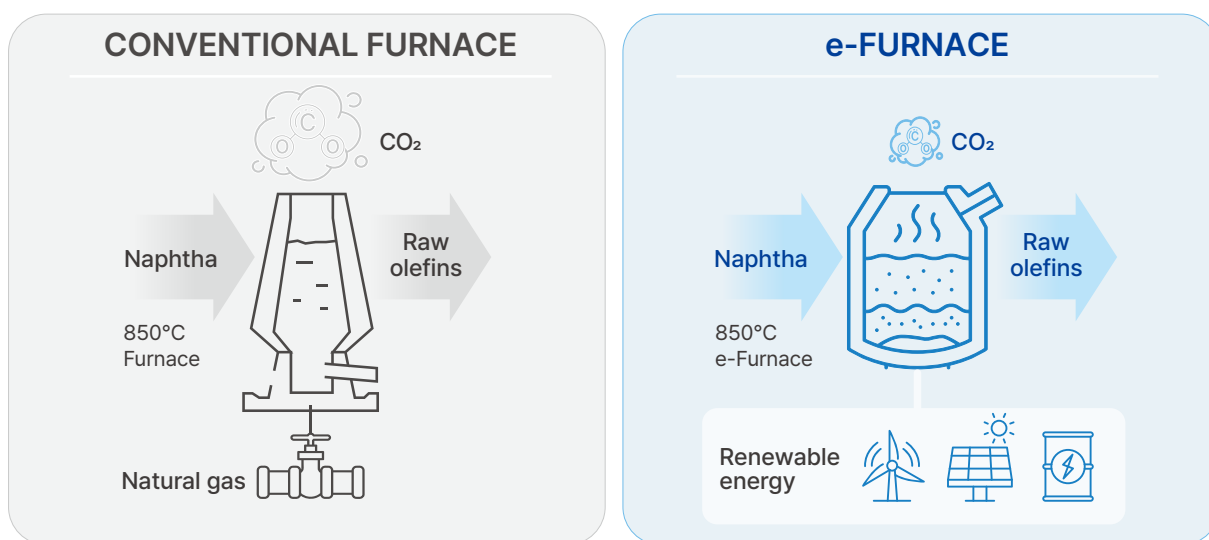 CONVENTIONAL FURNACE
C
O
O
CO₂
Naphtha
Raw
olefins
850°C
Furnace
Natural gas
e-FURNACE
C
O
O
CO₂
Naphtha
Raw
olefins
850°C
e-Furnace
Renewable
energy